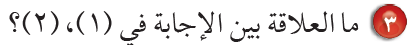 ٣ ما العلاقة بين الإجابة في (١)، (٢)؟